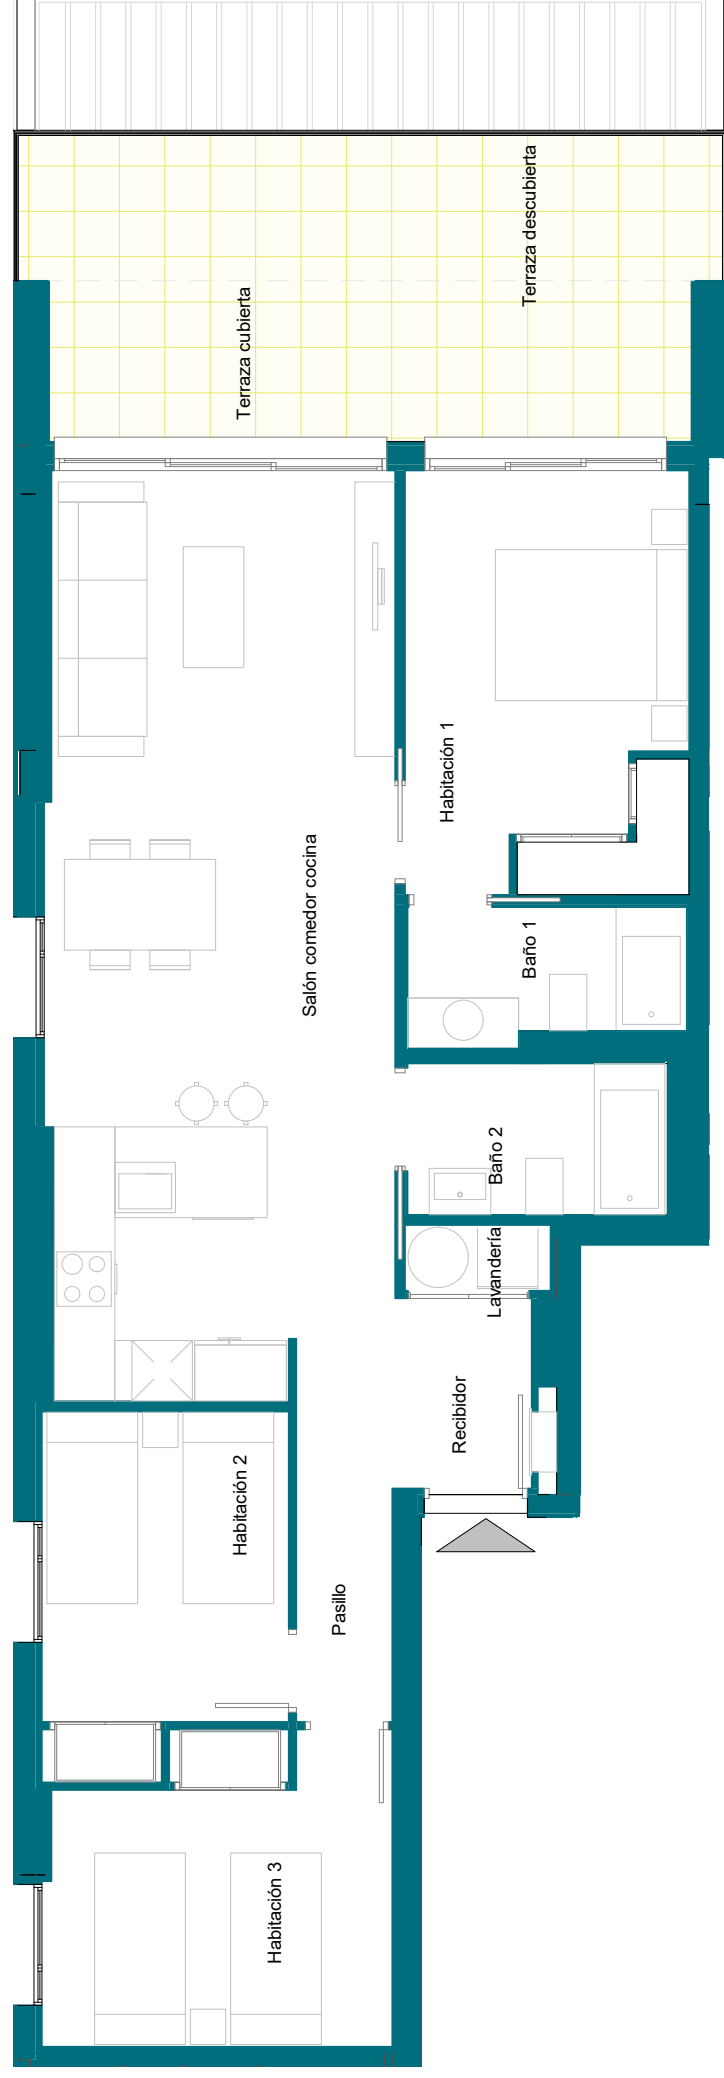 Terraza descubierta
Terraza cubierta
Habitación 1
Salón comedor cocina
Baño 1
Baño 2
Lavandería
Recibidor
Habitación 2
Pasillo
Habitación 3